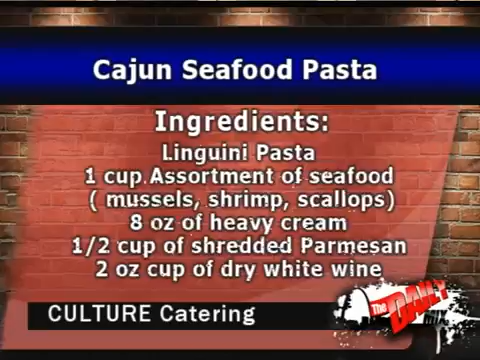 Cajun Seafood Pasta
Ingredients:
Linguini Pasta
1 cup Assortment of seafood
( mussels, shrimp, scallops)
8 oz of heavy cream
1/2 cup of shredded Parmesan
2 oz cup of dry white wine
CULTURE Catering
The DAILY